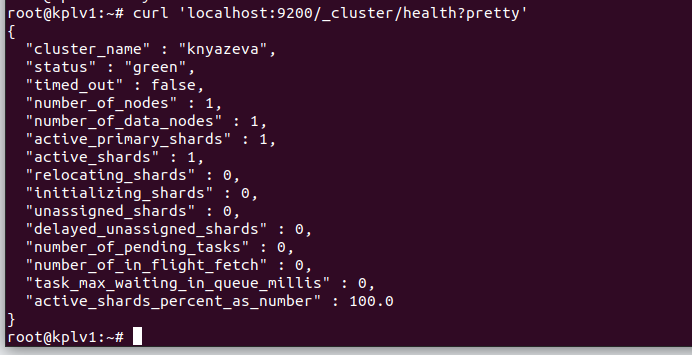 root@kplv1:~# curl 'localhost:9200/_cluster/health?pretty'
{
  "cluster_name" : "knyazeva",
  "status" : "green",
  "timed_out" : false,
  "number_of_nodes" : 1,
  "number_of_data_nodes" : 1,
  "active_primary_shards" : 1,
  "active_shards" : 1,
  "relocating_shards" : 0,
  "initializing_shards" : 0,
  "unassigned_shards" : 0,
  "delayed_unassigned_shards" : 0,
  "number_of_pending_tasks" : 0,
  "number_of_in_flight_fetch" : 0,
  "task_max_waiting_in_queue_millis" : 0,
  "active_shards_percent_as_number" : 100.0
}
root@kplv1:~#